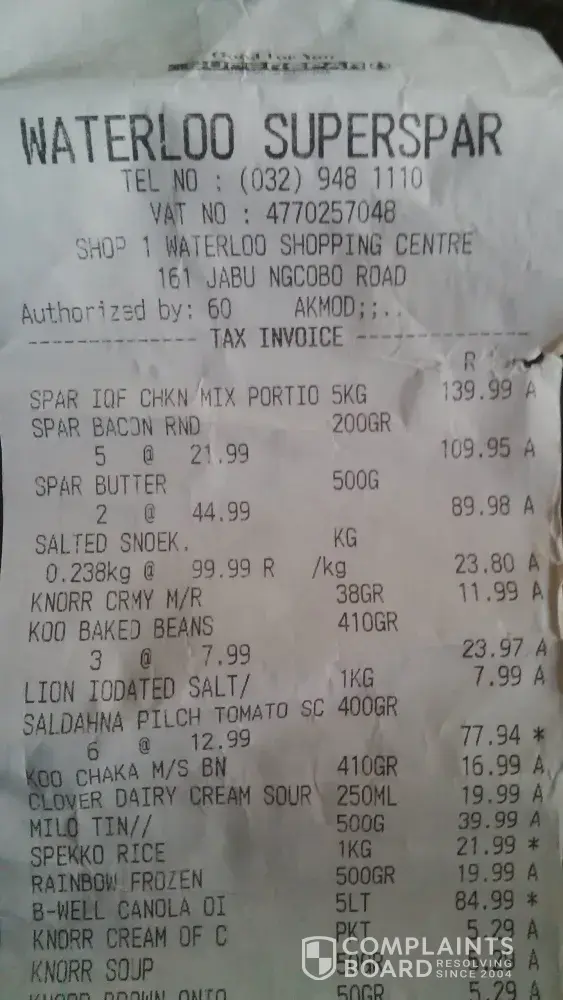 WATERLOO SUPERSPAR
TEL NO : (032) 948 1110
VAT NO : 4770257048
SHOP 1 WATERLOO SHOPPING CENTRE
161 JABU NGCOBO ROAD
Authorized by: 60 AKMOD;;..
-------------- TAX INVOICE --------------
R
SPAR IQF CHKN MIX PORTIO 5KG 139.99 A
SPAR BACON RND 200GR
5 @ 21.99 109.95 A
SPAR BUTTER 500G
2 @ 44.99 89.98 A
SALTED SNOEK. KG
0.238kg @ 99.99 R /kg 23.80 A
KNORR CRMY M/R 38GR 11.99 A
KOO BAKED BEANS 410GR
3 @ 7.99 23.97 A
LION IODATED SALT/ 1KG 7.99 A
SALDAHNA PILCH TOMATO SC 400GR
6 @ 12.99 77.94 *
KOO CHAKA M/S BN 410GR 16.99 A
CLOVER DAIRY CREAM SOUR 250ML 19.99 A
MILO TIN// 500G 39.99 A
SPEKKO RICE 1KG 21.99 *
RAINBOW FROZEN 500GR 19.99 A
B-WELL CANOLA OI 5LT 84.99 *
KNORR CREAM OF C PKT 5.29 A
KNORR SOUP A
KNORR BROWN ONIO 50GR 5.29 A
COMPLAINTS
BOARD RESOLVING
SINCE 2004